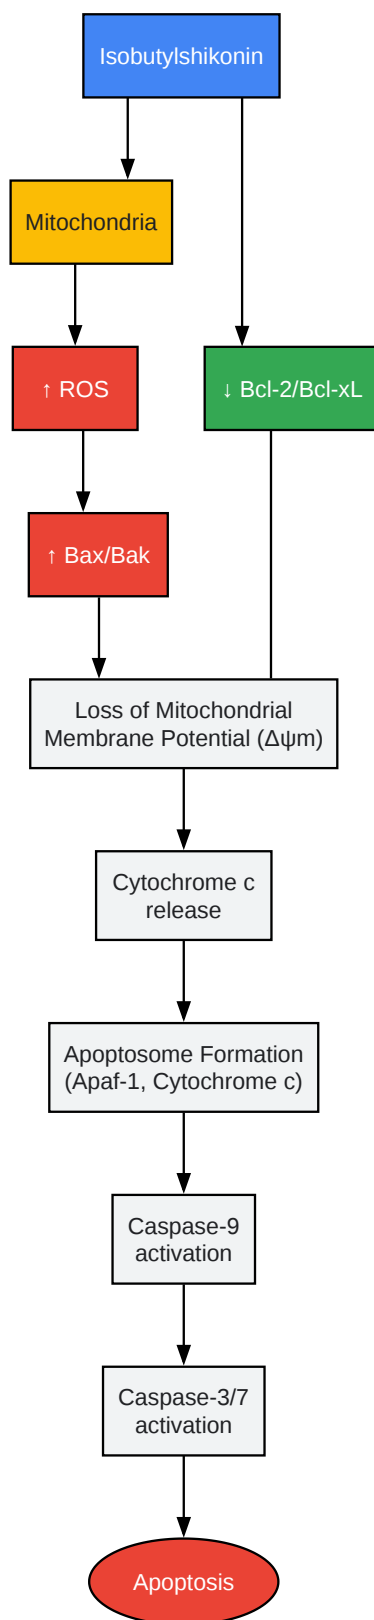 Isobutylshikonin
Mitochondria
↑ ROS
↓ Bcl-2/Bcl-xL
↑ Bax/Bak
Loss of Mitochondrial
Membrane Potential (Δψm)
Cytochrome c
release
Apoptosome Formation
(Apaf-1, Cytochrome c)
Caspase-9
activation
Caspase-3/7
activation
Apoptosis